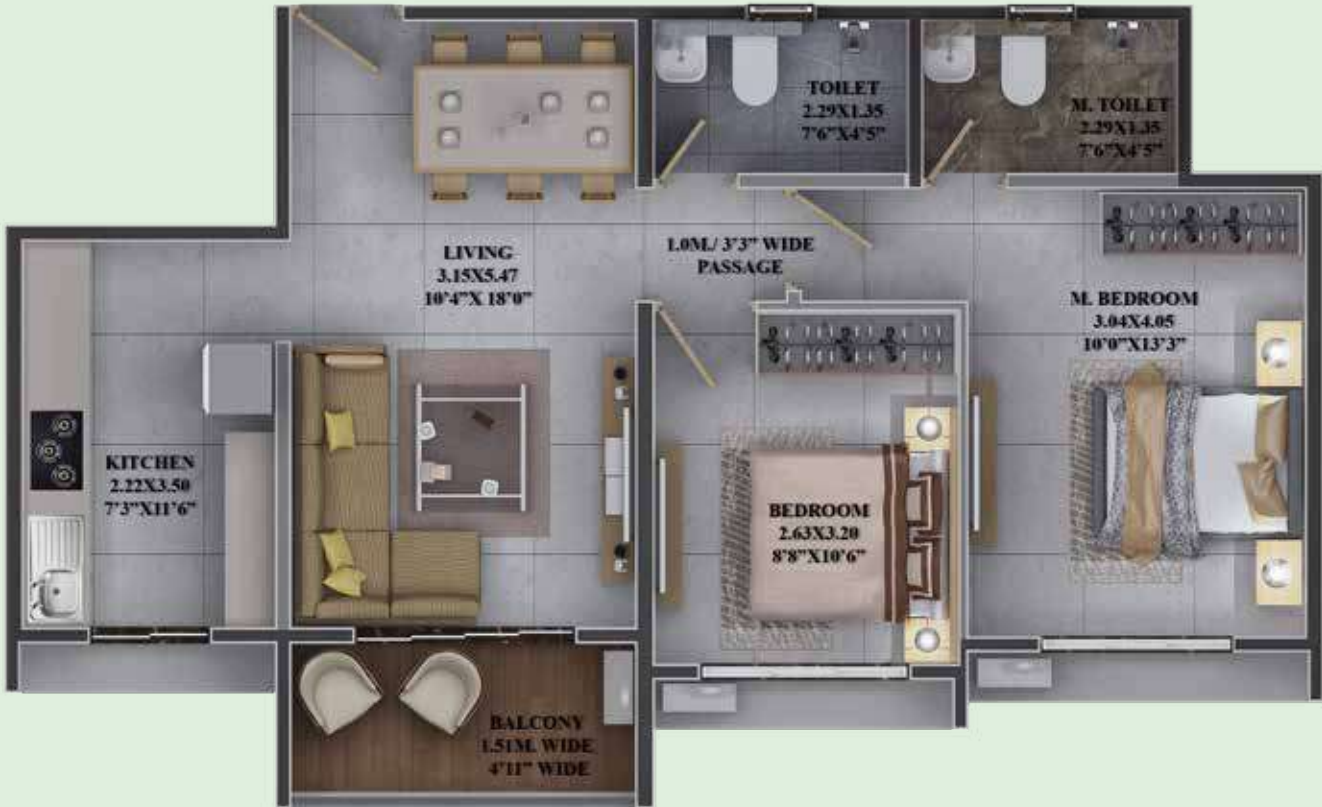 TOILET
2.29X1.35
7'6"X4'5"
M. TOILET
2.29X1.35
7'6"X4'5"
LIVING
3.15X5.47
10'4"X 18'0"
1.0M./ 3'3" WIDE
PASSAGE
M. BEDROOM
3.04X4.05
10'0"X13'3"
KITCHEN
2.22X3.50
7'3"X11'6"
BEDROOM
2.63X3.20
8'8"X10'6"
BALCONY
1.51M. WIDE
4'11" WIDE